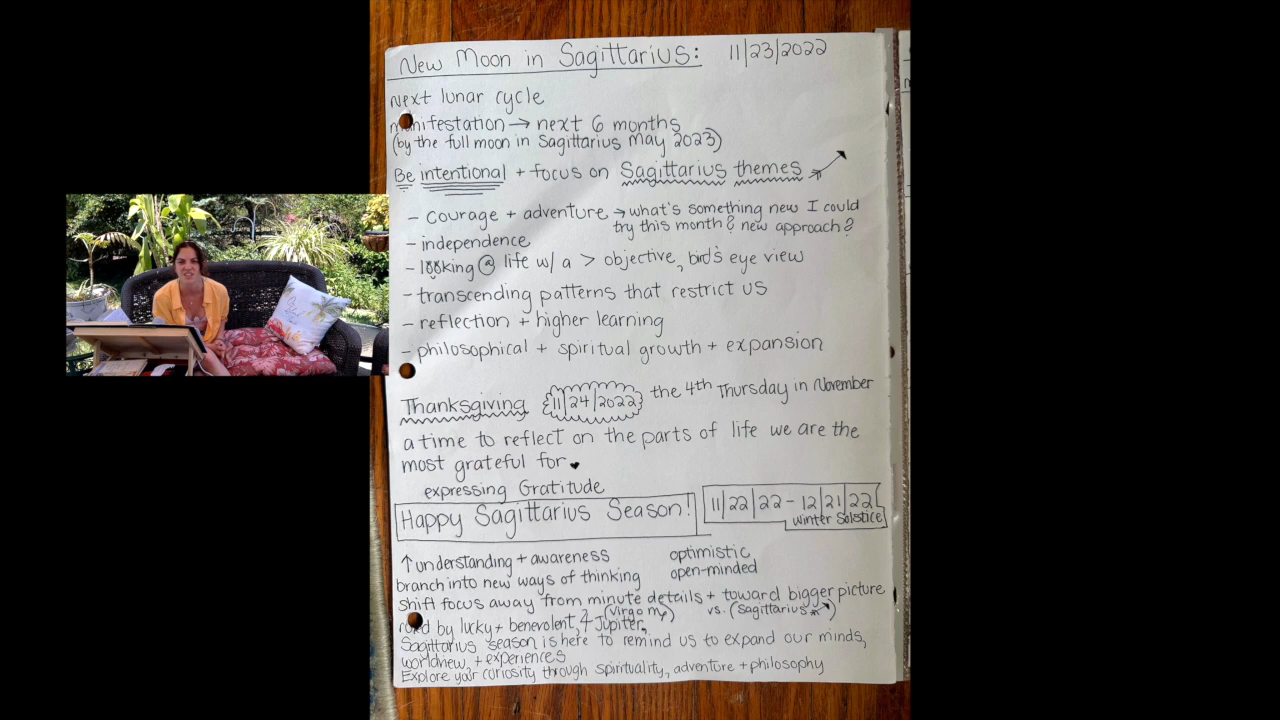 New Moon in Sagittarius: 11/23/2022
Next lunar cycle
manifestation → next 6 months
(by the full moon in Sagittarius May 2023)
Be intentional + focus on Sagittarius themes ♐
- courage + adventure → what's something new I could
try this month? new approach?
- independence
- looking @ life w/ a > objective, bird's eye view
- transcending patterns that restrict us
- reflection + higher learning
- philosophical + spiritual growth + expansion
Thanksgiving 11/24/2022 the 4th Thursday in November
a time to reflect on the parts of life we are the
most grateful for ♥
expressing Gratitude
Happy Sagittarius Season! 11/22/22 - 12/21/22
Winter Solstice
↑ understanding + awareness optimistic
branch into new ways of thinking open-minded
shift focus away from minute details + toward bigger picture
(Virgo ♍) vs. (Sagittarius ♐)
ruled by lucky + benevolent ♃ Jupiter,
Sagittarius season is here to remind us to expand our minds,
worldview, + experiences
Explore your curiosity through spirituality, adventure + philosophy